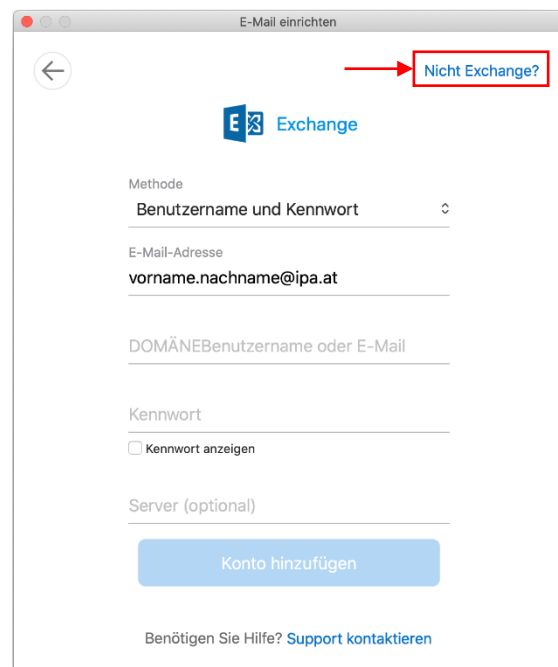 E-Mail einrichten
Nicht Exchange?
Exchange
Methode
Benutzername und Kennwort
E-Mail-Adresse
vorname.nachname@ipa.at
DOMÄNEBenutzername oder E-Mail
Kennwort
Kennwort anzeigen
Server (optional)
Konto hinzufügen
Benötigen Sie Hilfe? Support kontaktieren